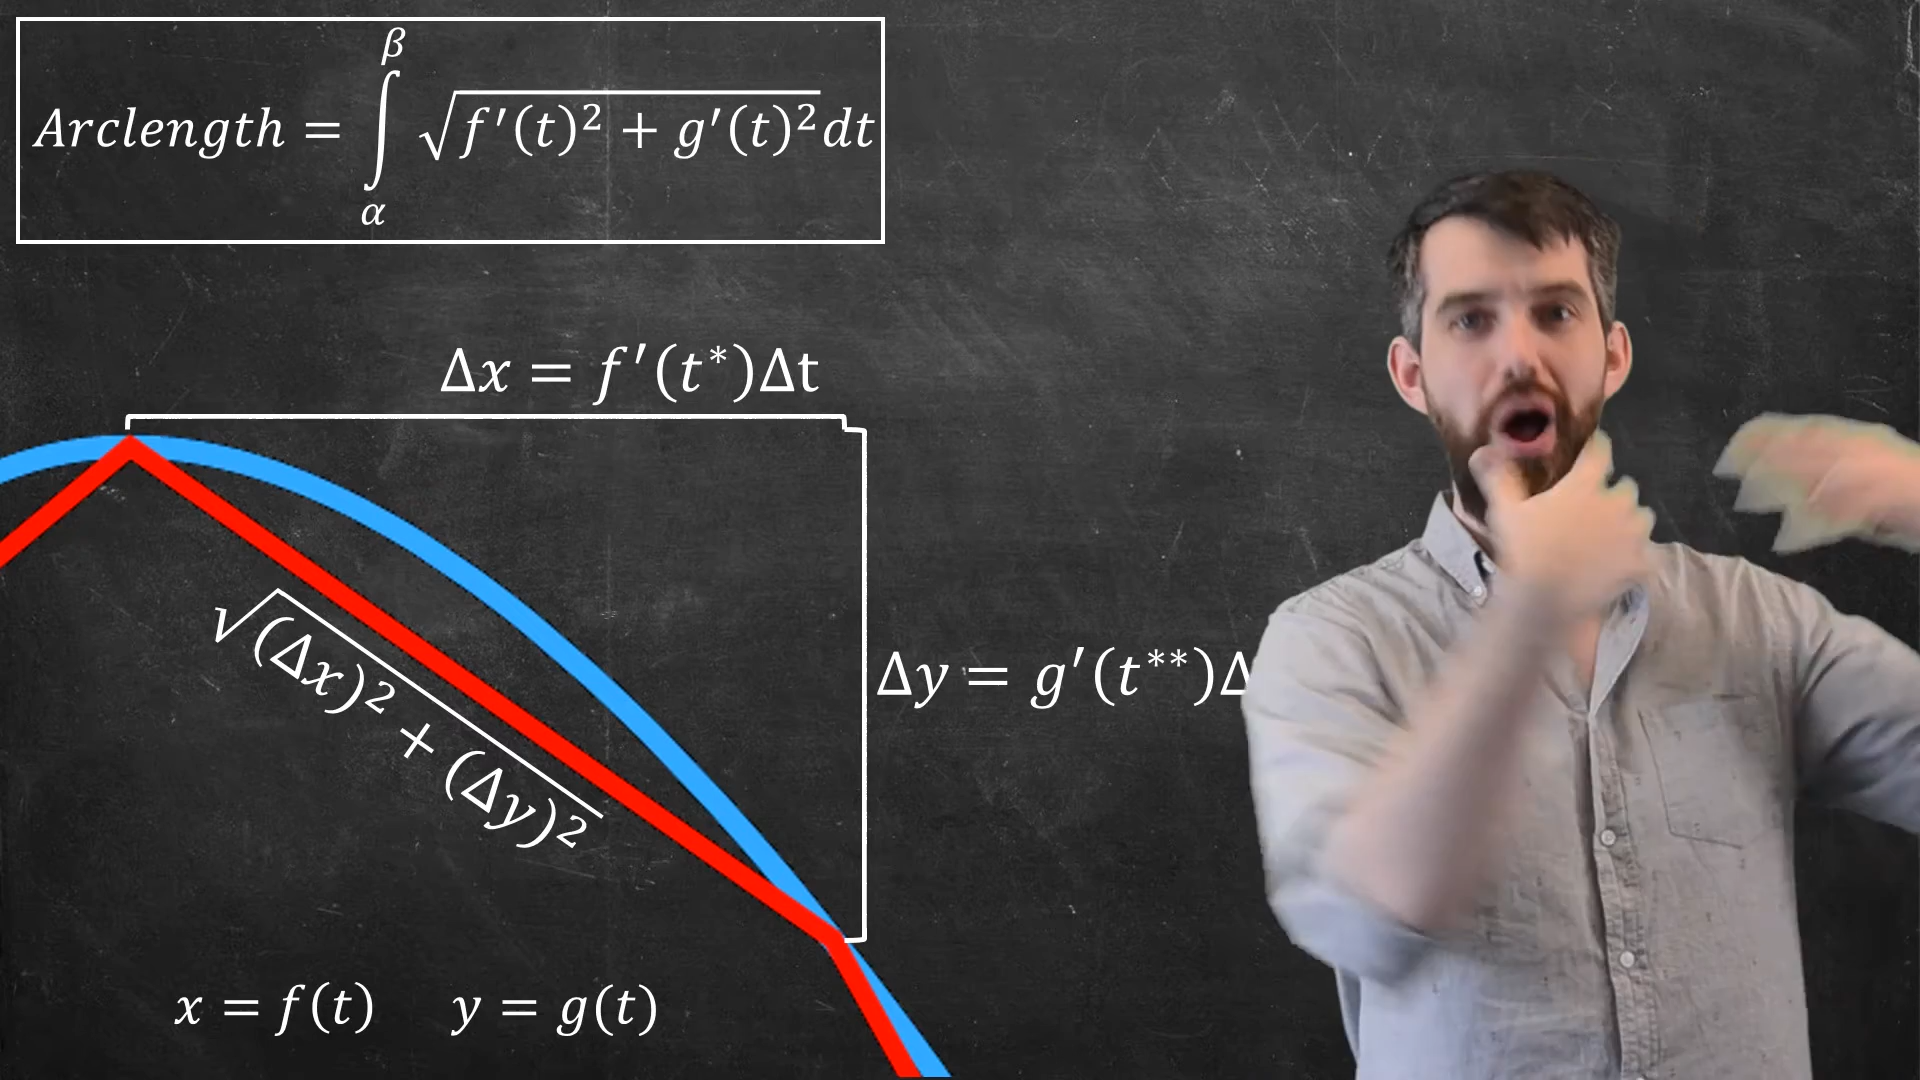 Arclength = ∫_α^β √(f′(t)² + g′(t)²) dt
Δx = f′(t*)Δt
Δy = g′(t**)Δ
√((Δx)² + (Δy)²)
x = f(t) y = g(t)